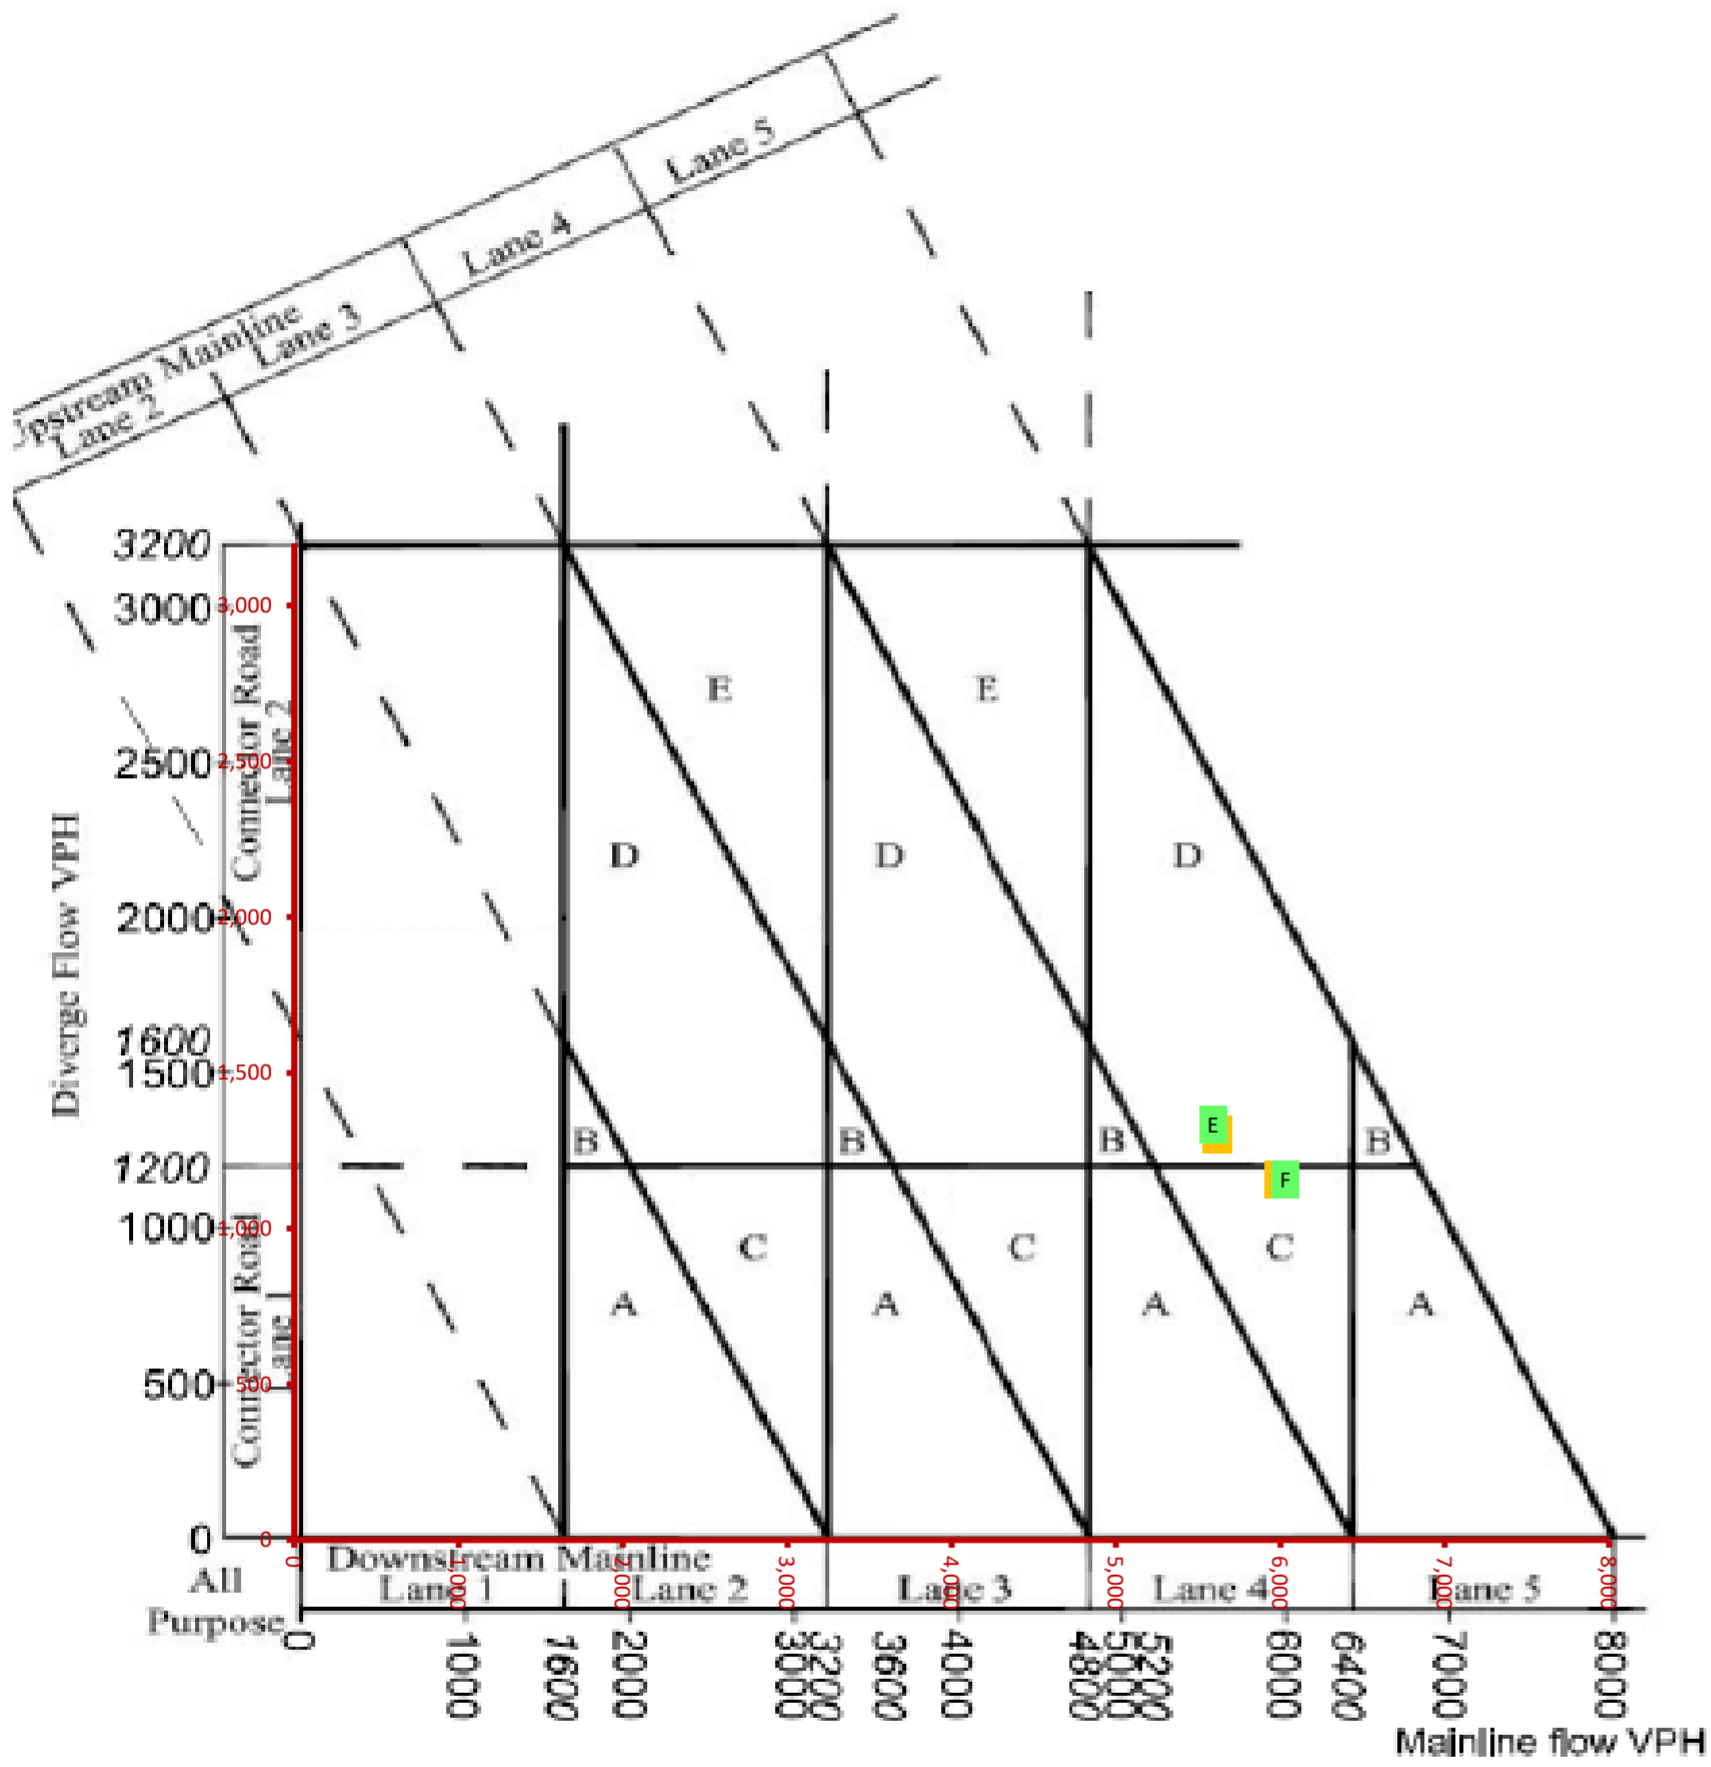 Lane 5
Lane 4
Upstream Mainline
Lane 3
Lane 2
3200
3000
2500
2000
1600
1500
1200
1000
500
0
3,000
2,500
2,000
1,500
1,000
500
0
Diverge Flow VPH
Connector Road
Lane 2
Connector Road
Lane 1
E
E
D
D
D
B
B
B
B
E
F
C
C
C
A
A
A
A
All
Purpose
Downstream Mainline
Lane 1
Lane 2
Lane 3
Lane 4
Lane 5
0
1,000
2,000
3,000
4,000
5,000
6,000
7,000
8,000
0
1000
1600
2000
3000
3200
3600
4000
4800
5000
5200
6000
6400
7000
8000
Mainline flow VPH